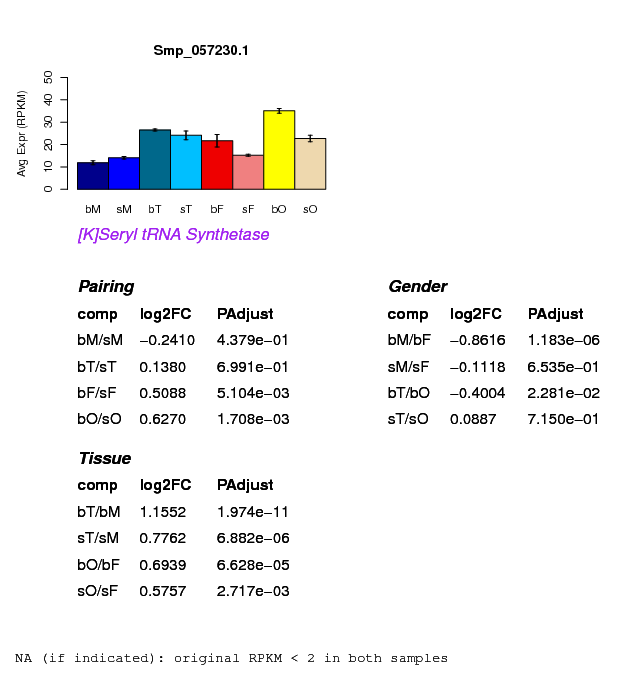 Smp_057230.1
Avg Expr (RPKM)
0 10 20 30 40 50
bM sM bT sT bF sF bO sO
[K]Seryl tRNA Synthetase
Pairing
comp log2FC PAdjust
bM/sM −0.2410 4.379e−01
bT/sT 0.1380 6.991e−01
bF/sF 0.5088 5.104e−03
bO/sO 0.6270 1.708e−03
Gender
comp log2FC PAdjust
bM/bF −0.8616 1.183e−06
sM/sF −0.1118 6.535e−01
bT/bO −0.4004 2.281e−02
sT/sO 0.0887 7.150e−01
Tissue
comp log2FC PAdjust
bT/bM 1.1552 1.974e−11
sT/sM 0.7762 6.882e−06
bO/bF 0.6939 6.628e−05
sO/sF 0.5757 2.717e−03
NA (if indicated): original RPKM < 2 in both samples